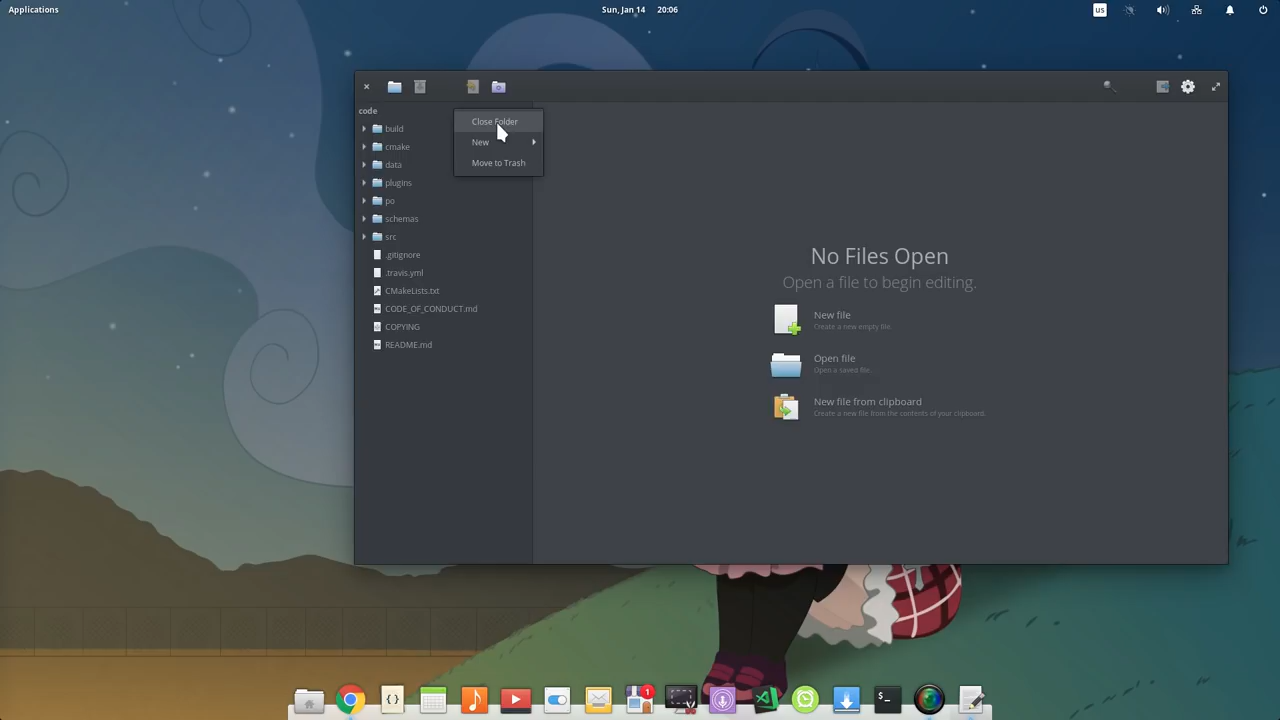 Applications
Sun, Jan 14 20:06
us
code
build
cmake
data
plugins
po
schemas
src
.gitignore
.travis.yml
CMakeLists.txt
CODE_OF_CONDUCT.md
COPYING
README.md
Close Folder
New
Move to Trash
No Files Open
Open a file to begin editing.
New file
Create a new empty file.
Open file
Open a saved file.
New file from clipboard
Create a new file from the contents of your clipboard.
{}
1
$ _